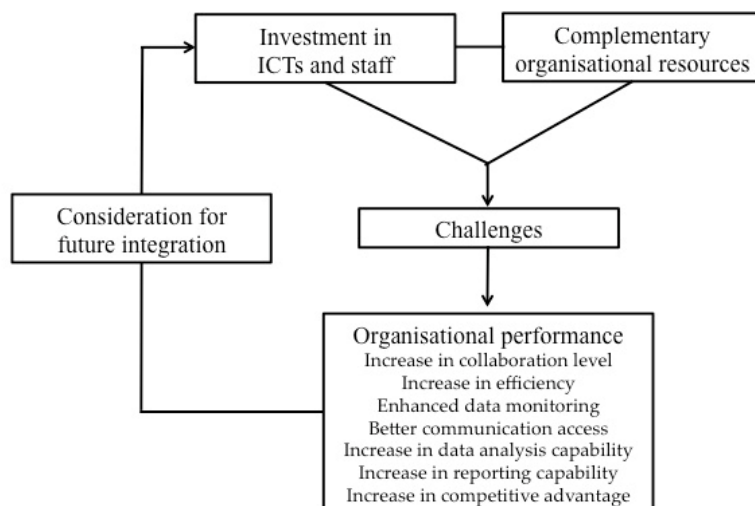 Investment in
ICTs and staff
Complementary
organisational resources
Consideration for
future integration
Challenges
Organisational performance
Increase in collaboration level
Increase in efficiency
Enhanced data monitoring
Better communication access
Increase in data analysis capability
Increase in reporting capability
Increase in competitive advantage